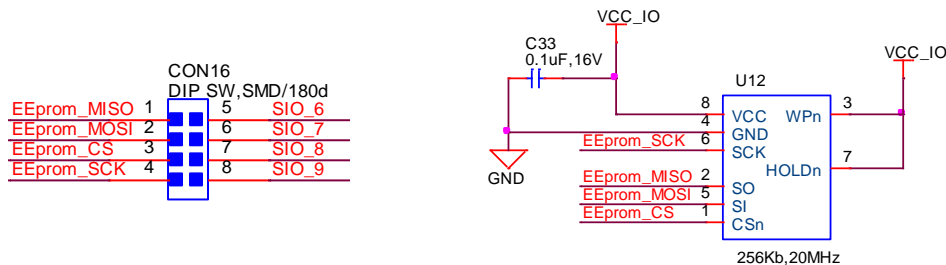 CON16
DIP SW,SMD/180d
EEprom_MISO 1 5 SIO_6
EEprom_MOSI 2 6 SIO_7
EEprom_CS 3 7 SIO_8
EEprom_SCK 4 8 SIO_9
VCC_IO
C33
0.1uF,16V
VCC_IO
U12
8 VCC WPn 3
4 GND
EEprom_SCK 6 SCK
GND
HOLDn 7
EEprom_MISO 2 SO
EEprom_MOSI 5 SI
EEprom_CS 1 CSn
256Kb,20MHz